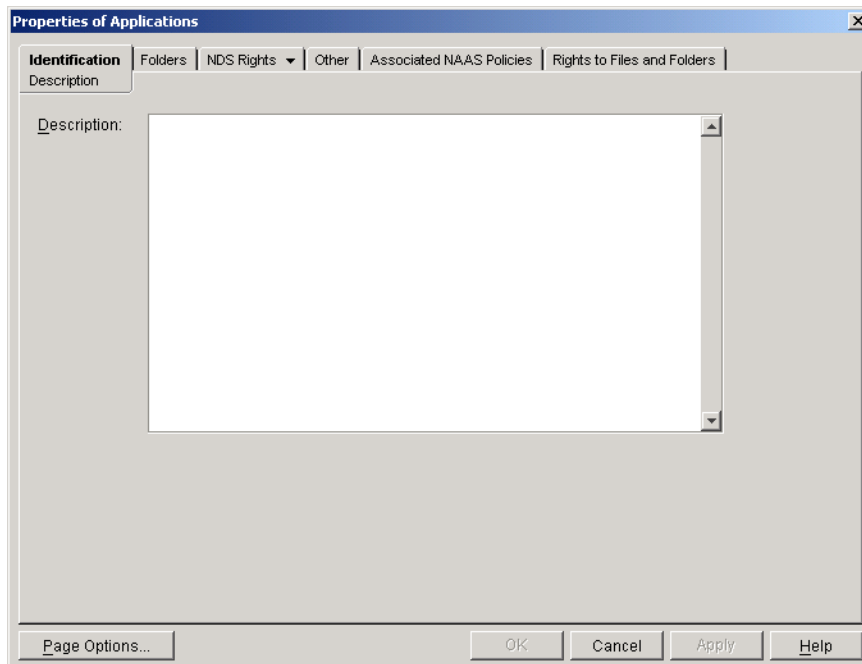 Properties of Applications
Identification Folders NDS Rights Other Associated NAAS Policies Rights to Files and Folders
Description
Description:
Page Options... OK Cancel Apply Help